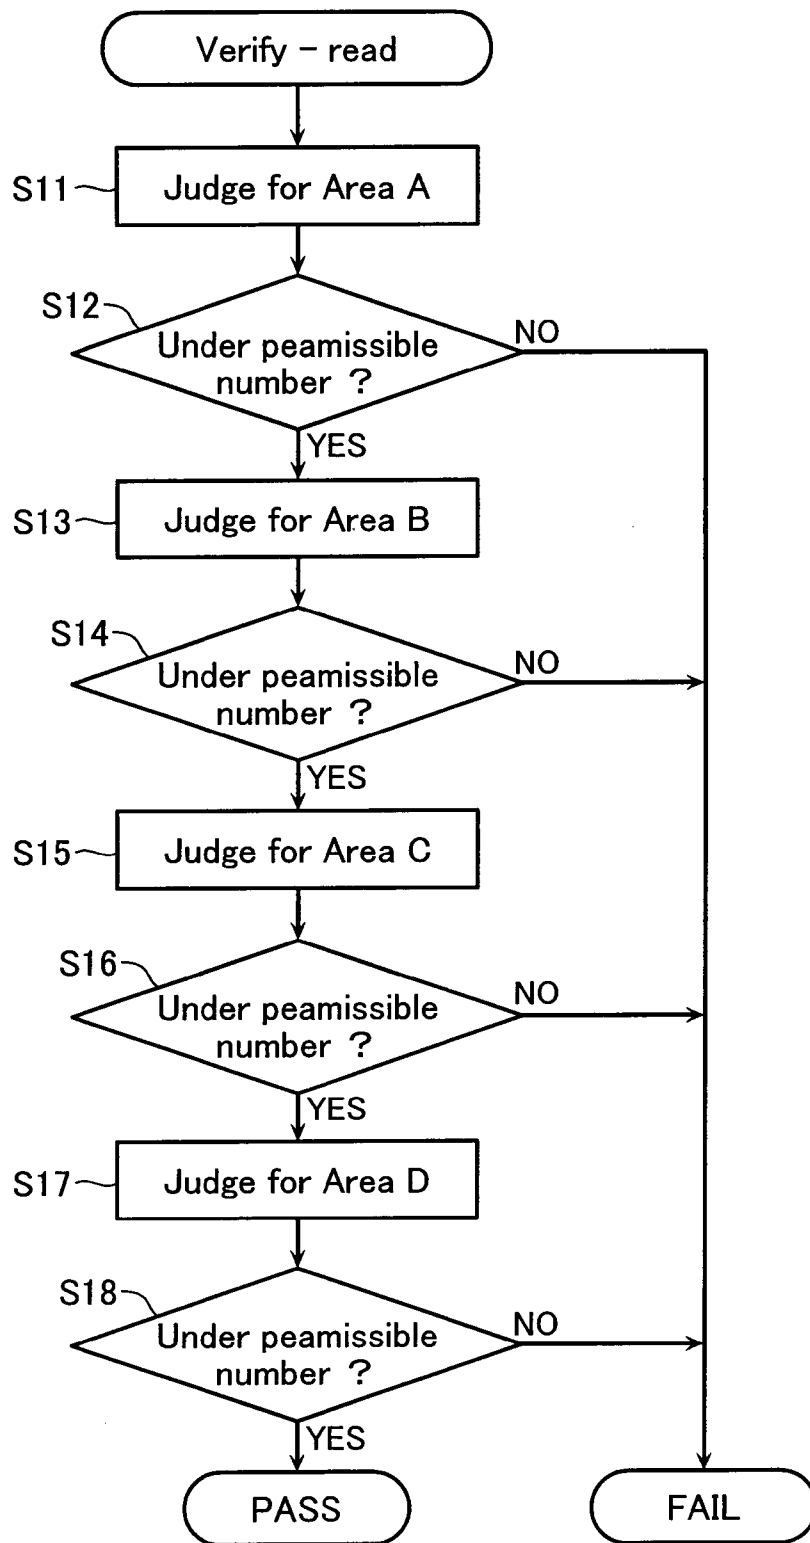 Verify - read
S11
Judge for Area A
S12
Under peamissible
number ?
NO
YES
S13
Judge for Area B
S14
Under peamissible
number ?
NO
YES
S15
Judge for Area C
S16
Under peamissible
number ?
NO
YES
S17
Judge for Area D
S18
Under peamissible
number ?
NO
YES
PASS
FAIL